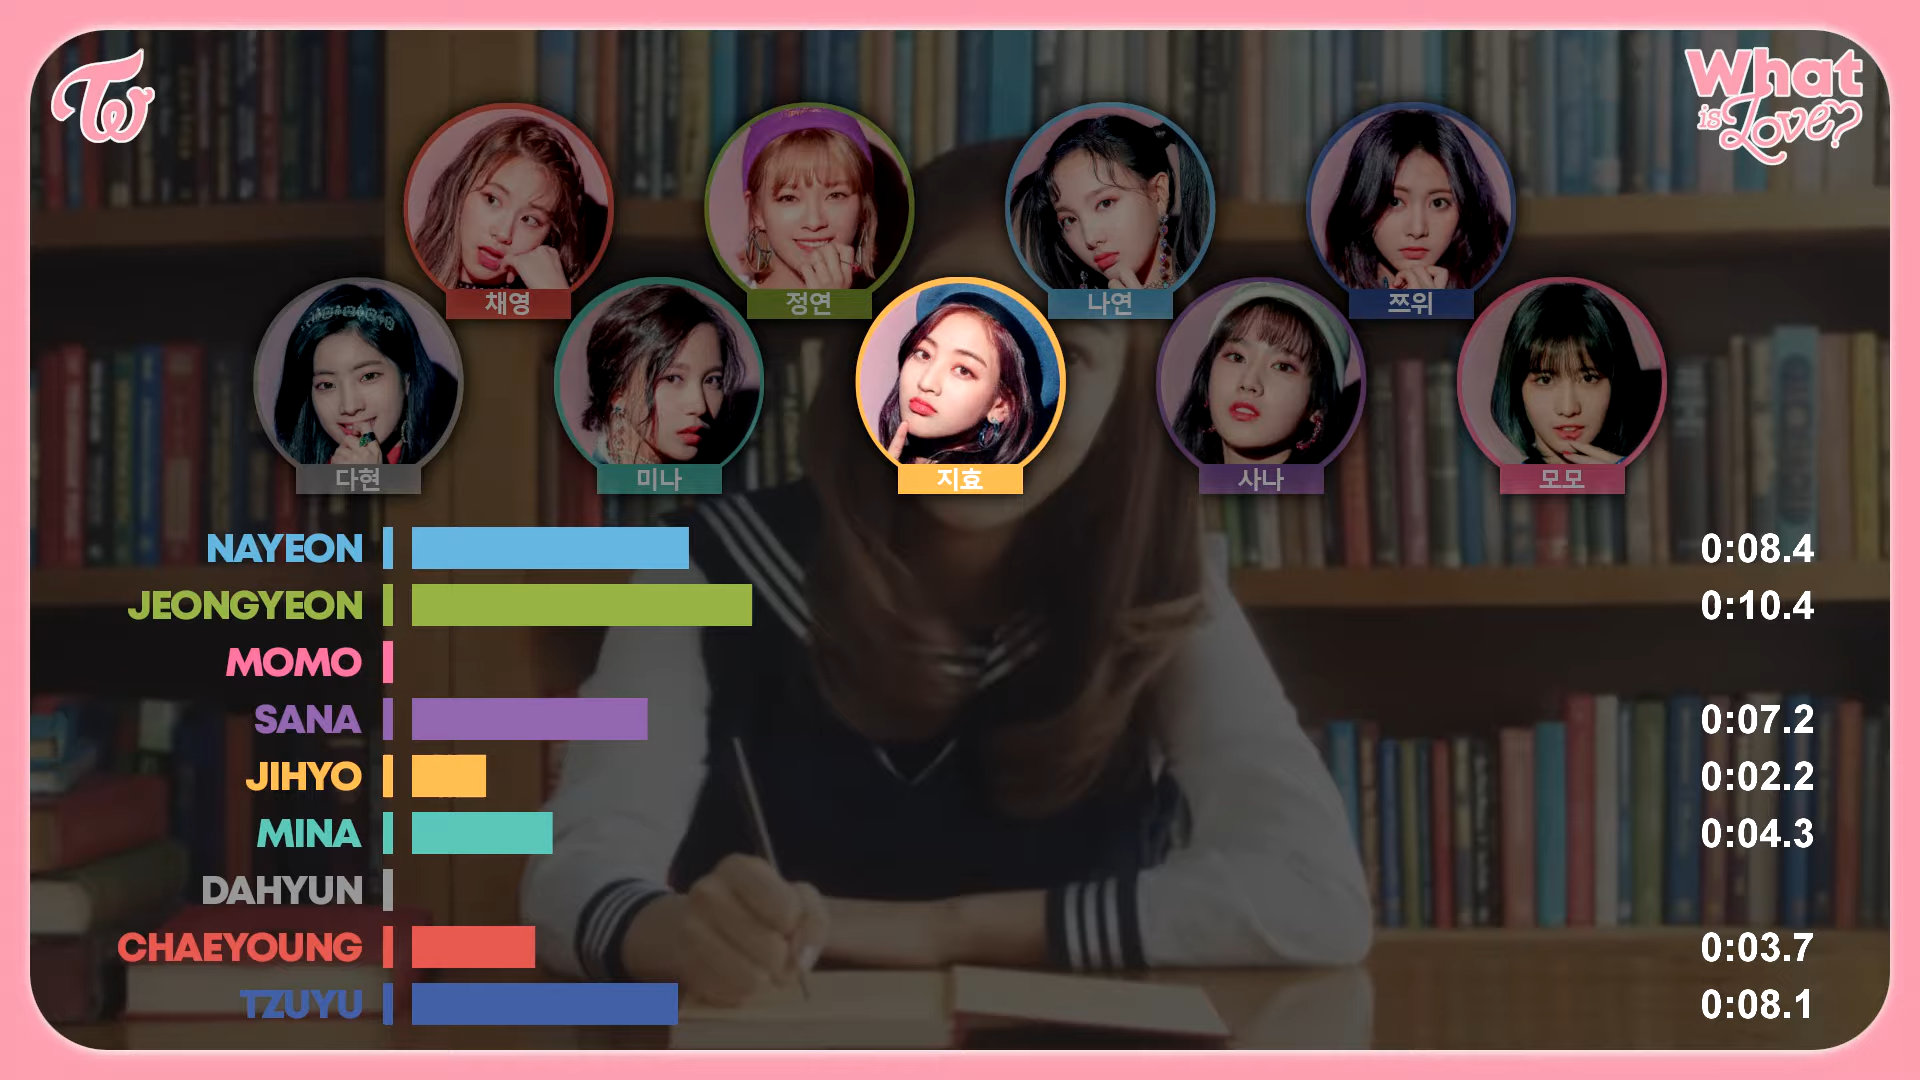 Tw
What
is Love?
채영
정연
나연
쯔위
다현
미나
지효
사나
모모
NAYEON 0:08.4
JEONGYEON 0:10.4
MOMO
SANA 0:07.2
JIHYO 0:02.2
MINA 0:04.3
DAHYUN
CHAEYOUNG 0:03.7
TZUYU 0:08.1